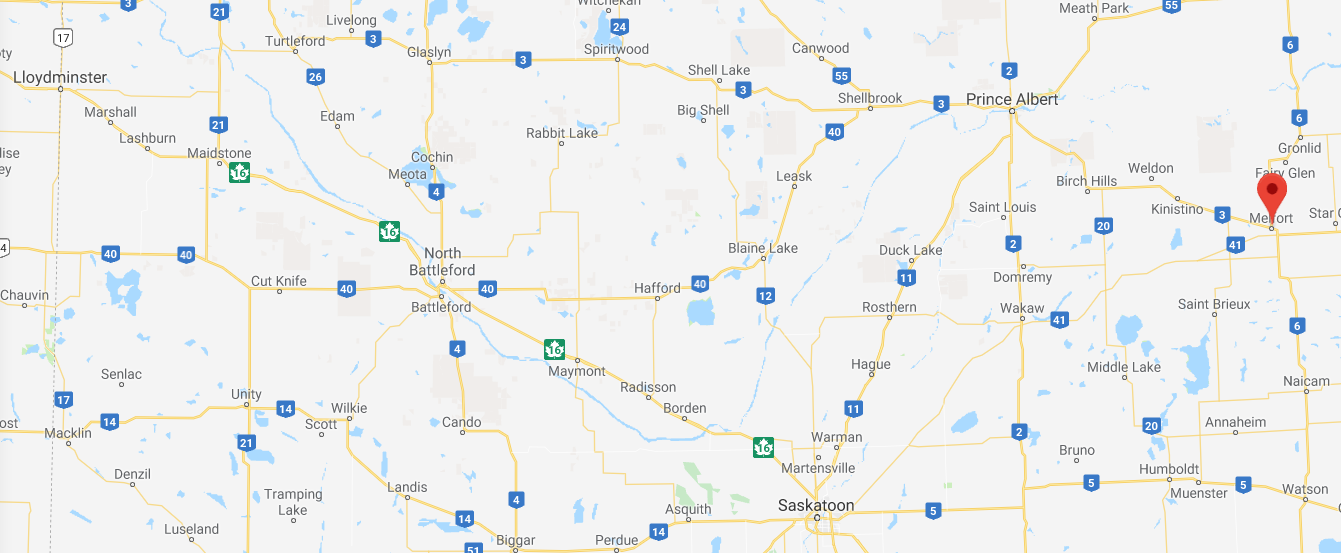 3
21
Witchekan
55
Meath Park
Livelong
24
17
Turtleford
3
Glaslyn
3
Spiritwood
Canwood
6
Lloydminster
26
Shell Lake
3
55
2
Shellbrook
3
Prince Albert
Marshall
Edam
Big Shell
6
Lashburn
21
Rabbit Lake
40
Gronlid
Maidstone
16
Cochin
Meota
4
Leask
Weldon
Birch Hills
Fairy Glen
Kinistino
3
Melfort
Star
Saint Louis
20
16
41
4
40
40
North
Battleford
Blaine Lake
Duck Lake
2
Domremy
Cut Knife
40
40
Hafford
40
12
11
Chauvin
Battleford
Rosthern
Wakaw
41
Saint Brieux
6
4
16
Maymont
Hague
Middle Lake
Senlac
Radisson
Naicam
17
Unity
14
Wilkie
Borden
11
14
Scott
Cando
Macklin
21
16
Warman
2
20
Annaheim
Martensville
Bruno
Denzil
Humboldt
5
Muenster
5
Watson
Tramping
Lake
Landis
4
Asquith
Saskatoon
5
Luseland
14
Biggar
51
Perdue
14